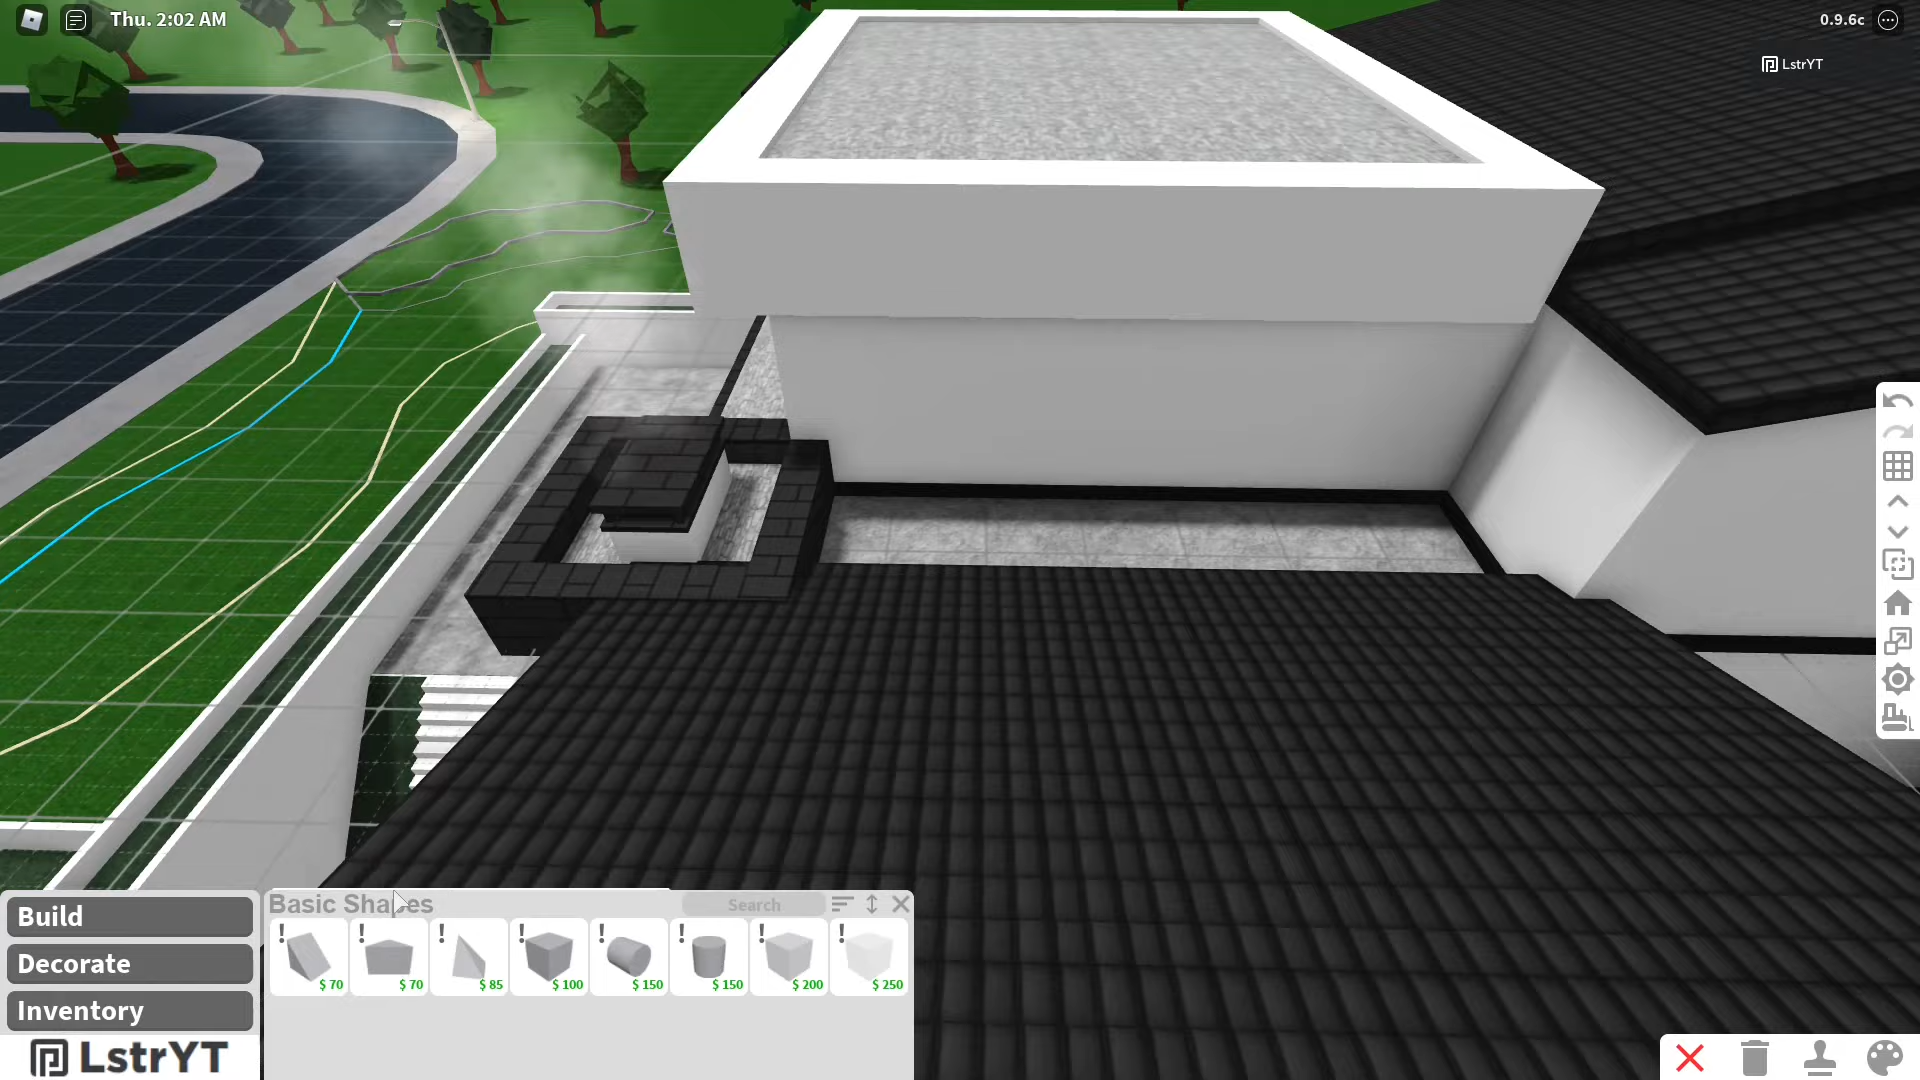 Thu. 2:02 AM
0.9.6c
LstrYT
Build
Decorate
Inventory
LstrYT
Basic Shapes
Search
! ! ! ! ! ! ! !
$ 70 $ 70 $ 85 $ 100 $ 150 $ 150 $ 200 $ 250